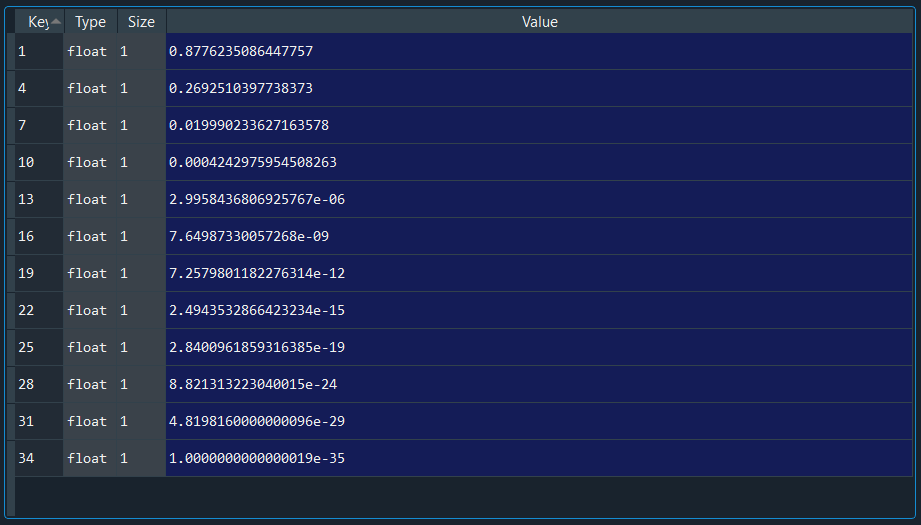 Key Type Size Value
1 float 1 0.8776235086447757
4 float 1 0.2692510397738373
7 float 1 0.019990233627163578
10 float 1 0.0004242975954508263
13 float 1 2.9958436806925767e-06
16 float 1 7.64987330057268e-09
19 float 1 7.2579801182276314e-12
22 float 1 2.4943532866423234e-15
25 float 1 2.8400961859316385e-19
28 float 1 8.821313223040015e-24
31 float 1 4.8198160000000096e-29
34 float 1 1.0000000000000019e-35